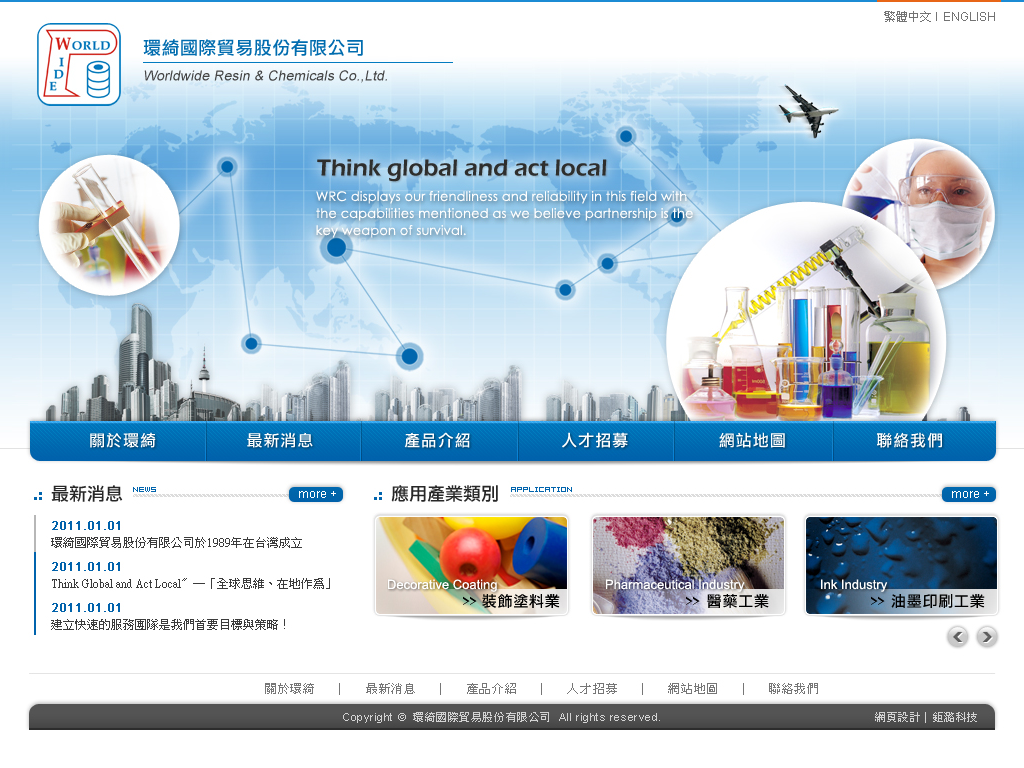 繁體中文 | ENGLISH
WORLD
WIDE
環綺國際貿易股份有限公司
Worldwide Resin & Chemicals Co.,Ltd.
Think global and act local
WRC displays our friendliness and reliability in this field with
the capabilities mentioned as we believe partnership is the
key weapon of survival.
關於環綺 最新消息 產品介紹 人才招募 網站地圖 聯絡我們
最新消息 NEWS more +
2011.01.01
環綺國際貿易股份有限公司於1989年在台灣成立
2011.01.01
Think Global and Act Local〞 —「全球思維、在地作為」
2011.01.01
建立快速的服務團隊是我們首要目標與策略！
應用產業類別 APPLICATION more +
Decorative Coating
>> 裝飾塗料業
Pharmaceutical Industry
>> 醫藥工業
Ink Industry
>> 油墨印刷工業
關於環綺 | 最新消息 | 產品介紹 | 人才招募 | 網站地圖 | 聯絡我們
Copyright © 環綺國際貿易股份有限公司 All rights reserved.
網頁設計 | 鉅潞科技